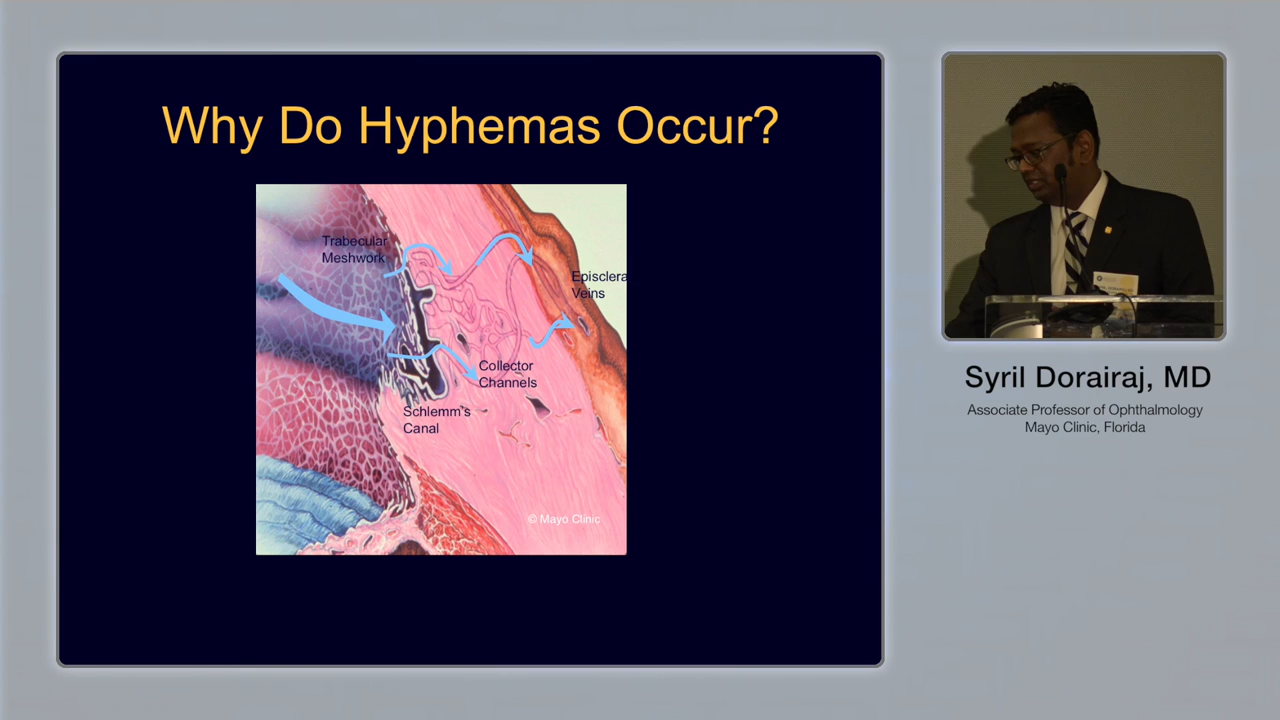 Why Do Hyphemas Occur?
Trabecular
Meshwork
Episclera
Veins
Collector
Channels
Schlemm's
Canal
© Mayo Clinic
Syril Dorairaj, MD
Associate Professor of Ophthalmology
Mayo Clinic, Florida